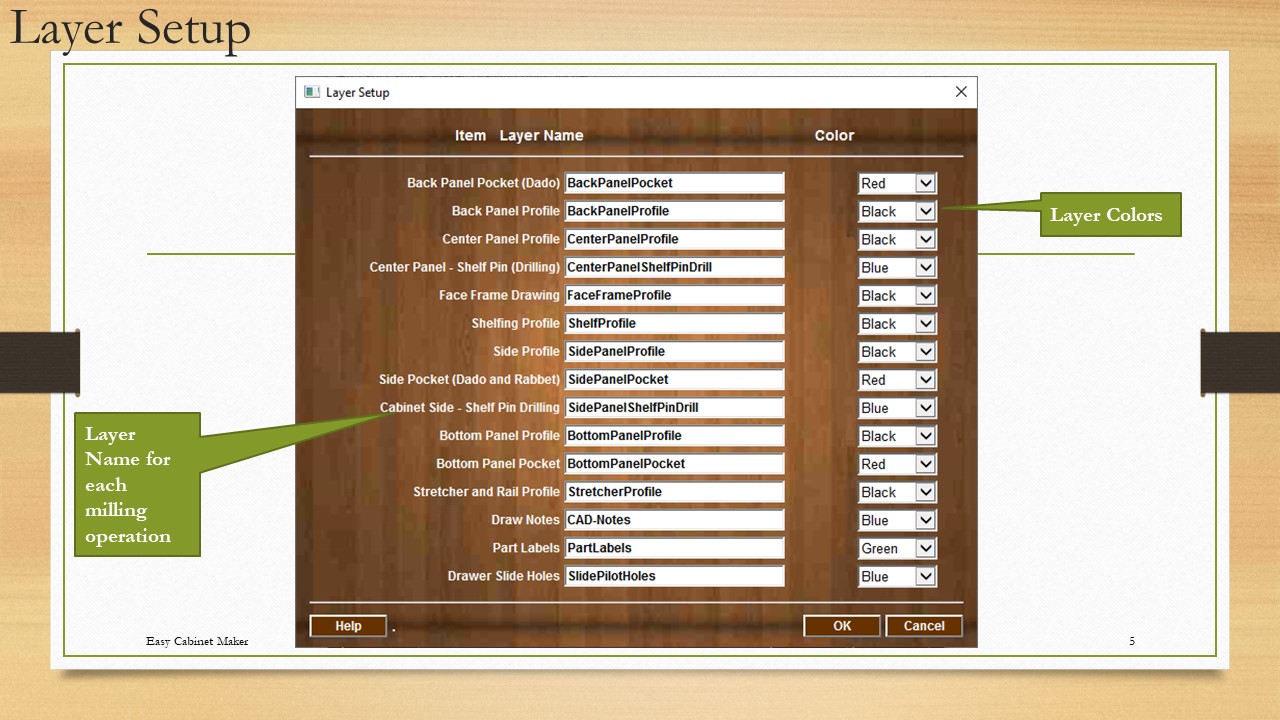 Layer Setup
Layer Setup
Item Layer Name Color
Back Panel Pocket (Dado) BackPanelPocket Red
Back Panel Profile BackPanelProfile Black
Layer Colors
Center Panel Profile CenterPanelProfile Black
Center Panel - Shelf Pin (Drilling) CenterPanelShelfPinDrill Blue
Face Frame Drawing FaceFrameProfile Black
Shelfing Profile ShelfProfile Black
Side Profile SidePanelProfile Black
Side Pocket (Dado and Rabbet) SidePanelPocket Red
Cabinet Side - Shelf Pin Drilling SidePanelShelfPinDrill Blue
Layer
Name for
each
milling
operation
Bottom Panel Profile BottomPanelProfile Black
Bottom Panel Pocket BottomPanelPocket Red
Stretcher and Rail Profile StretcherProfile Black
Draw Notes CAD-Notes Blue
Part Labels PartLabels Green
Drawer Slide Holes SlidePilotHoles Blue
Help . OK Cancel
Easy Cabinet Maker 5